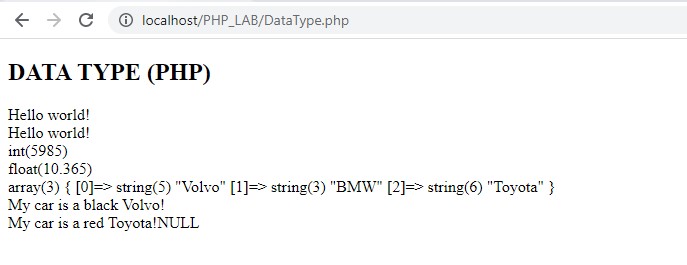 localhost/PHP_LAB/DataType.php
DATA TYPE (PHP)
Hello world!
Hello world!
int(5985)
float(10.365)
array(3) { [0]=> string(5) "Volvo" [1]=> string(3) "BMW" [2]=> string(6) "Toyota" }
My car is a black Volvo!
My car is a red Toyota!NULL